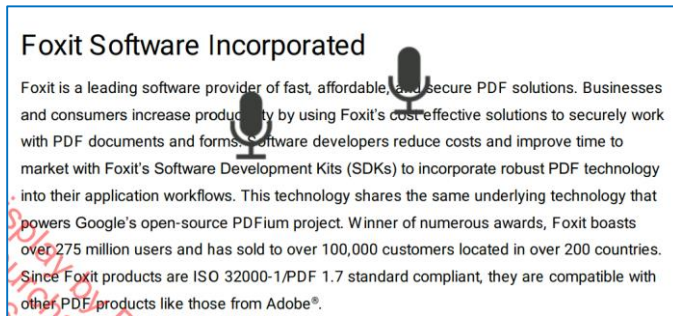 Foxit Software Incorporated
Foxit is a leading software provider of fast, affordable, and secure PDF solutions. Businesses
and consumers increase productivity by using Foxit's cost effective solutions to securely work
with PDF documents and forms. Software developers reduce costs and improve time to
market with Foxit's Software Development Kits (SDKs) to incorporate robust PDF technology
into their application workflows. This technology shares the same underlying technology that
powers Google's open-source PDFium project. Winner of numerous awards, Foxit boasts
over 275 million users and has sold to over 100,000 customers located in over 200 countries.
Since Foxit products are ISO 32000-1/PDF 1.7 standard compliant, they are compatible with
other PDF products like those from Adobe®.